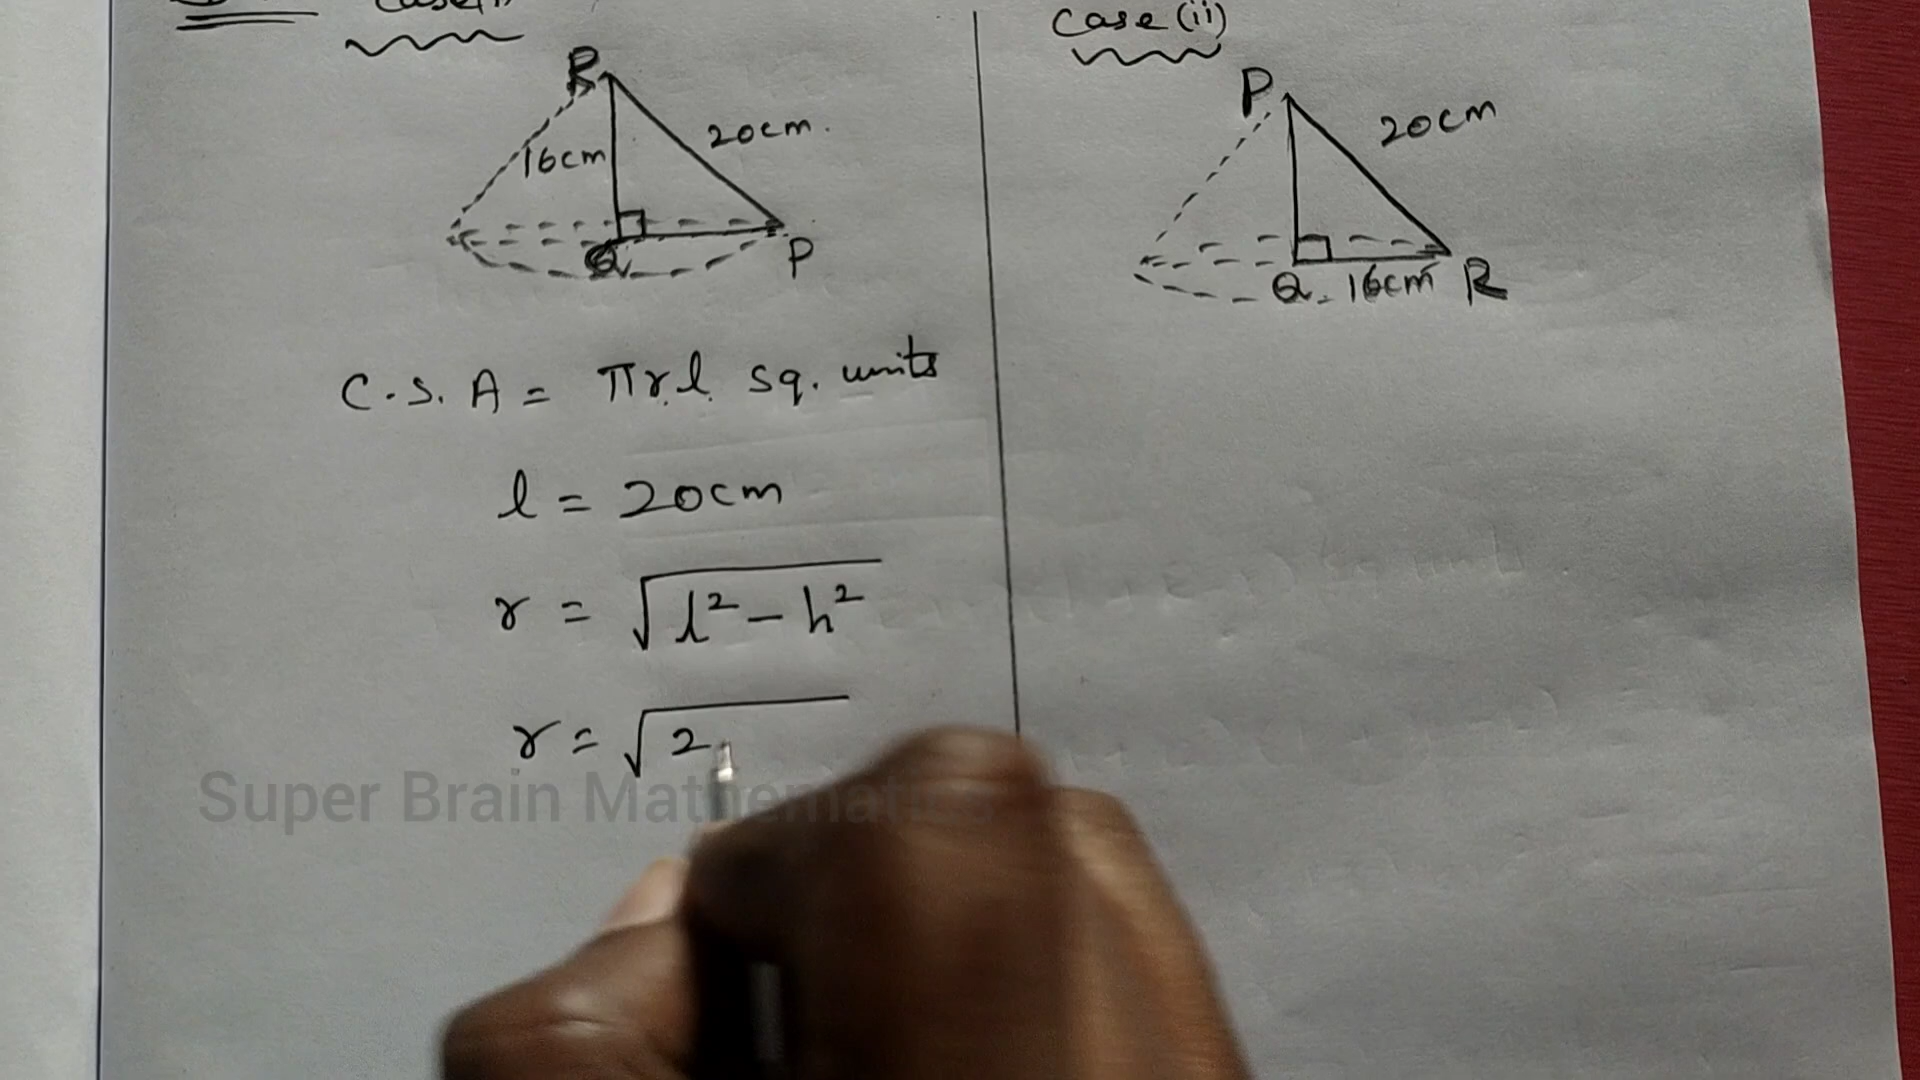 case (ii)
R
16cm
20cm.
Q
P
P
20cm
Q
16cm
R
C.S.A = πrl sq. units
l = 20cm
r = √l² - h²
r = √2
Super Brain Mathematics